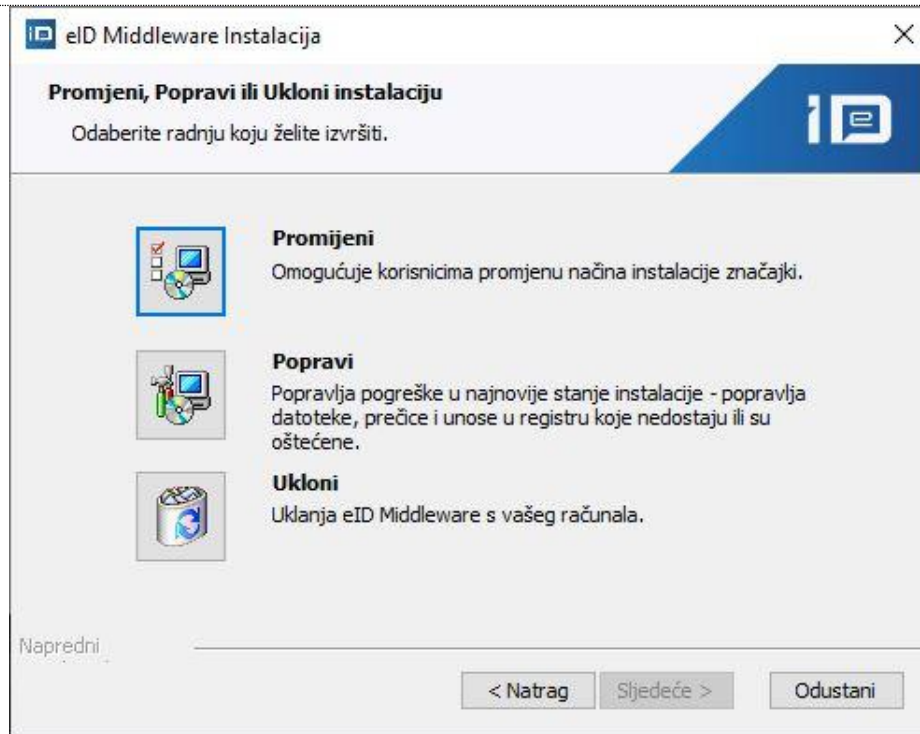 eID Middleware Instalacija
Promjeni, Popravi ili Ukloni instalaciju
Odaberite radnju koju želite izvršiti.
Promijeni
Omogućuje korisnicima promjenu načina instalacije značajki.
Popravi
Popravlja pogreške u najnovije stanje instalacije - popravlja
datoteke, prečice i unose u registru koje nedostaju ili su
oštećene.
Ukloni
Uklanja eID Middleware s vašeg računala.
Napredni
< Natrag
Sljedeće >
Odustani